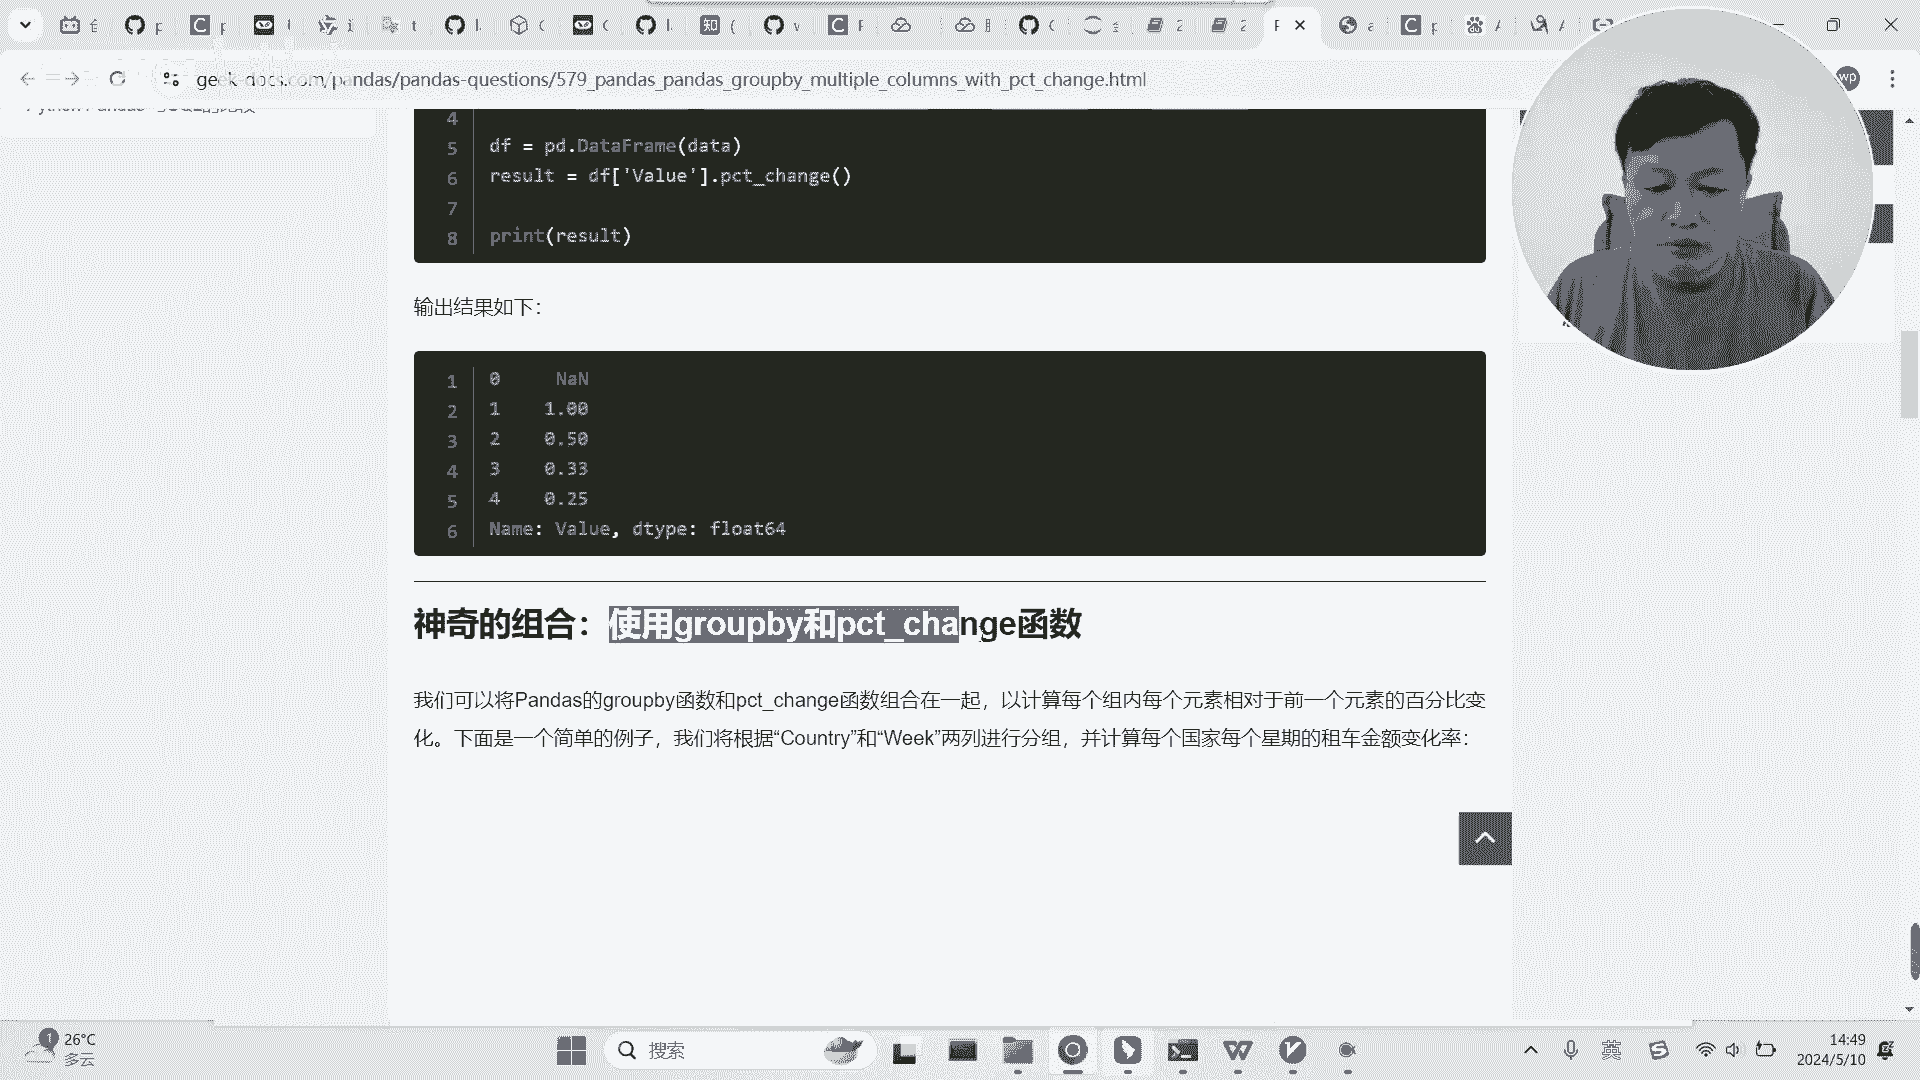 geek-docs.com/pandas/pandas-questions/579_pandas_pandas_groupby_multiple_columns_with_pct_change.html
wp
4
5 df = pd.DataFrame(data)
6 result = df['Value'].pct_change()
7
8 print(result)
输出结果如下：
1 0 NaN
2 1 1.00
3 2 0.50
4 3 0.33
5 4 0.25
6 Name: Value, dtype: float64
神奇的组合：使用groupby和pct_change函数
我们可以将Pandas的groupby函数和pct_change函数组合在一起，以计算每个组内每个元素相对于前一个元素的百分比变
化。下面是一个简单的例子，我们将根据“Country”和“Week”两列进行分组，并计算每个国家每个星期的租车金额变化率：
1
26°C
多云
搜索
英
14:49
2024/5/10